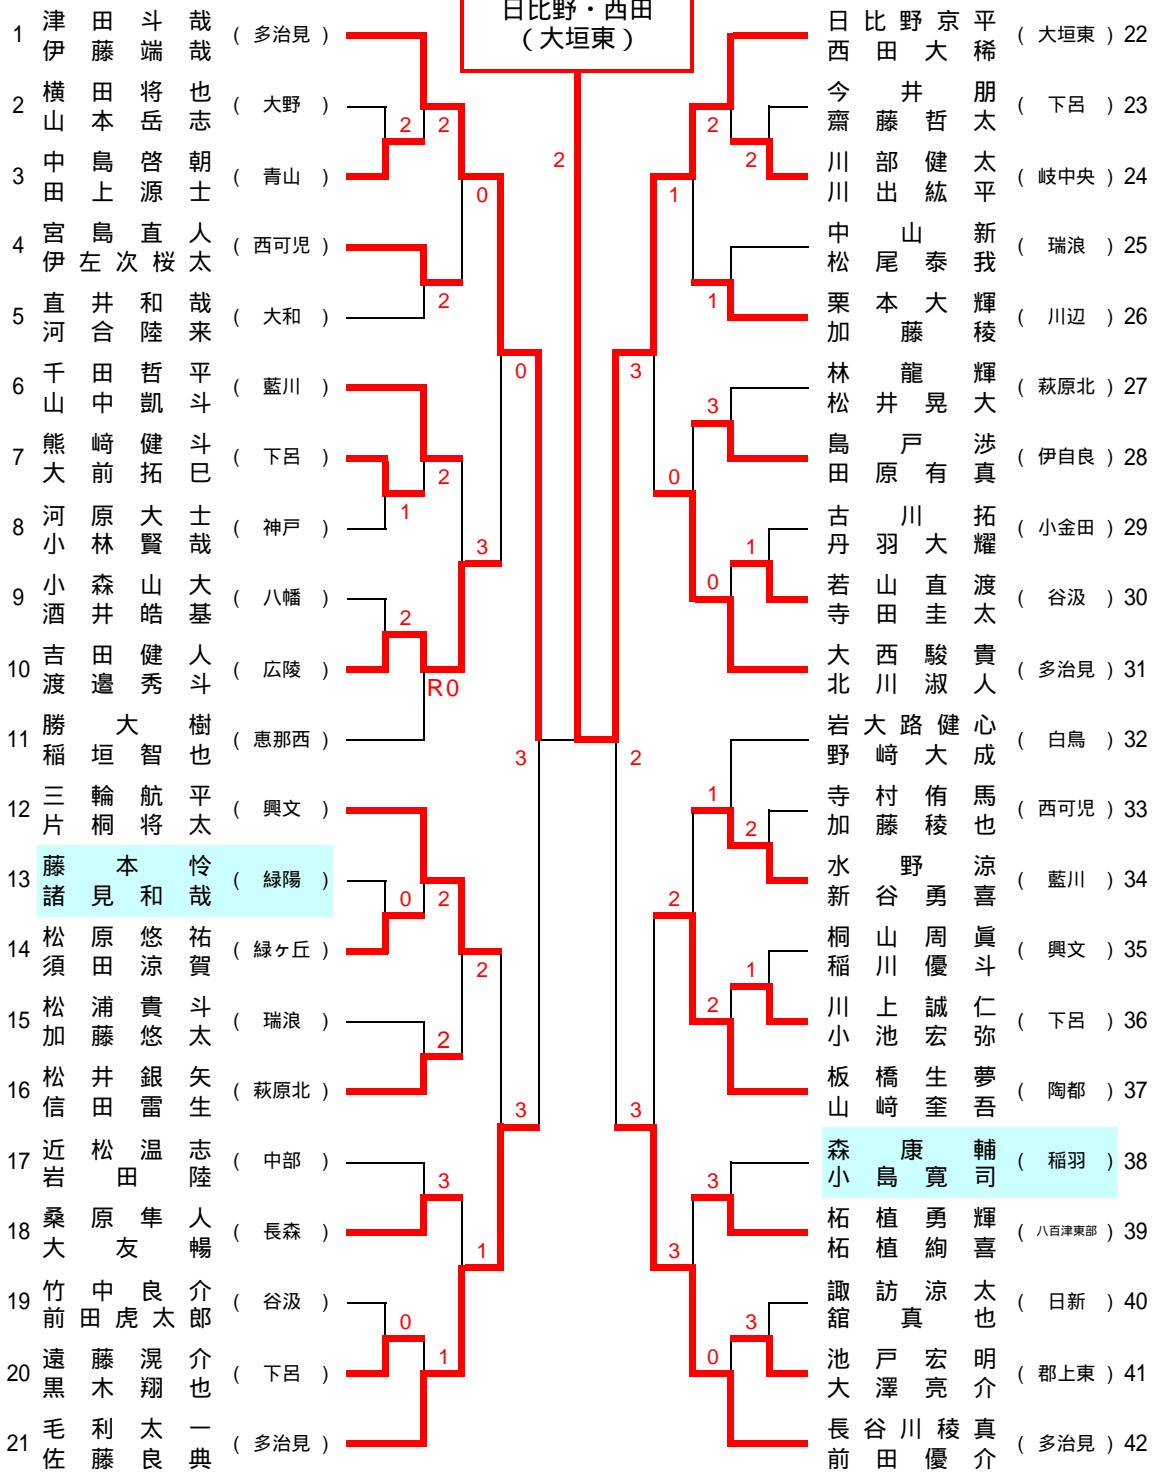 日比野・西田
(大垣東)
1 津田斗哉 伊藤端哉 (多治見)
2 横田将也 山本岳志 (大野)
3 中島啓朝 田上源士 (青山)
4 宮島直人 伊左次桜太 (西可児)
5 直井和哉 河合陸来 (大和)
6 千田哲平 山中凱斗 (藍川)
7 熊﨑健斗 大前拓巳 (下呂)
8 河原大士 小林賢哉 (神戸)
9 小森山大 酒井皓基 (八幡)
10 吉田健人 渡邉秀斗 (広陵)
11 勝大樹 稲垣智也 (恵那西)
12 三輪航平 片桐将太 (興文)
13 藤本怜 諸見和哉 (緑陽)
14 松原悠祐 須田涼賀 (緑ヶ丘)
15 松浦貴斗 加藤悠太 (瑞浪)
16 松井銀矢 信田雷生 (萩原北)
17 近松温志 岩田陸 (中部)
18 桑原隼人 大友暢 (長森)
19 竹中良介 前田虎太郎 (谷汲)
20 遠藤滉介 黒木翔也 (下呂)
21 毛利太一 佐藤良典 (多治見)
2 2
0
2
0
2
1
3
2
R0
3
0 2
2
2
3
3
1
0
1
2
日比野京平 西田大稀 (大垣東) 22
今井朋 齋藤哲太 (下呂) 23
川部健太 川出紘平 (岐中央) 24
中山新 松尾泰我 (瑞浪) 25
栗本大輝 加藤稜 (川辺) 26
林龍輝 松井晃大 (萩原北) 27
島戸渉 田原有真 (伊自良) 28
古川拓 丹羽大耀 (小金田) 29
若山直渡 寺田圭太 (谷汲) 30
大西駿貴 北川淑人 (多治見) 31
岩大路健心 野﨑大成 (白鳥) 32
寺村侑馬 加藤稜也 (西可児) 33
水野涼 新谷勇喜 (藍川) 34
桐山周眞 稲川優斗 (興文) 35
川上誠仁 小池宏弥 (下呂) 36
板橋生夢 山﨑奎吾 (陶都) 37
森康輔 小島寛司 (稲羽) 38
柘植勇輝 柘植絢喜 (八百津東部) 39
諏訪涼太 舘真也 (日新) 40
池戸宏明 大澤亮介 (郡上東) 41
長谷川稜真 前田優介 (多治見) 42
2
2
1
1
3
3
0
1
0
2
1
2
2
1
2
3
3
3
3
0